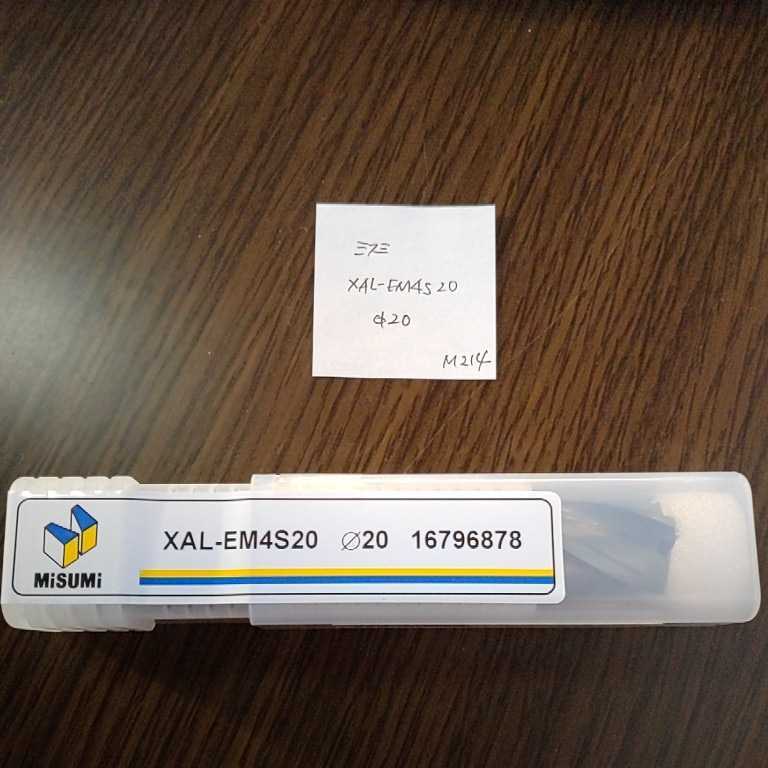 ミスミ
XAL-EM4S20
φ20
M214
MiSUMi
XAL-EM4S20 ∅20 16796878